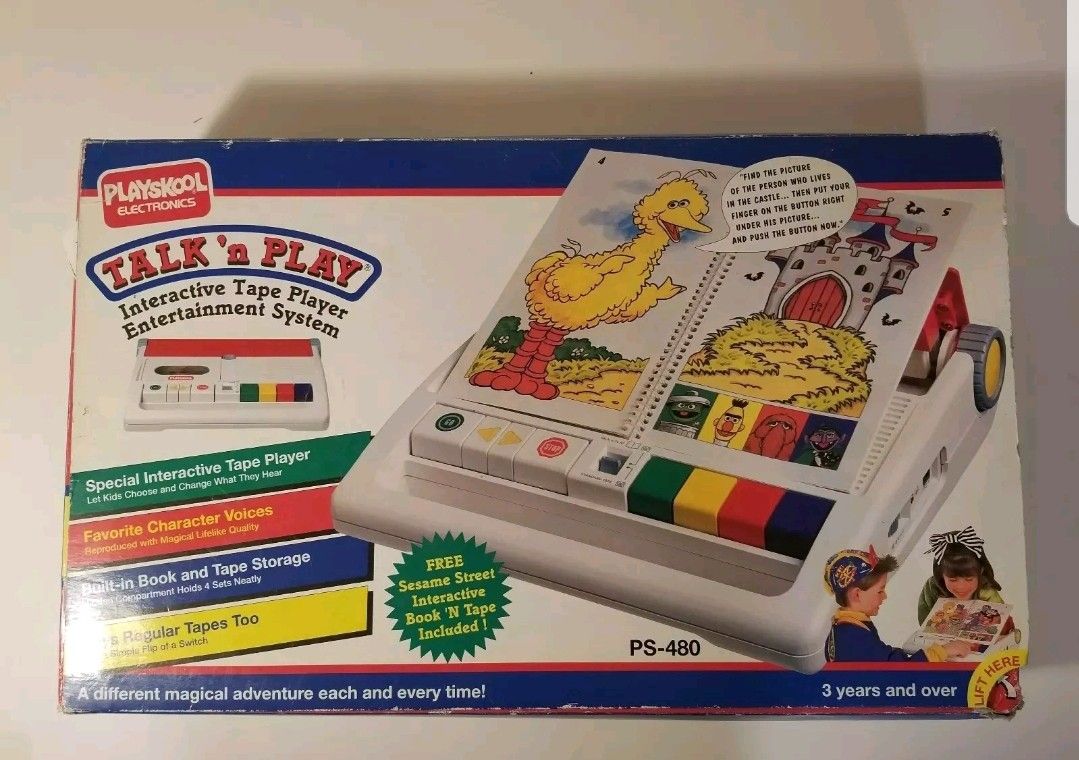 PLAYSKOOL
ELECTRONICS
TALK 'n PLAY®
Interactive Tape Player
Entertainment System
4
5
"FIND THE PICTURE
OF THE PERSON WHO LIVES
IN THE CASTLE... THEN PUT YOUR
FINGER ON THE BUTTON RIGHT
UNDER HIS PICTURE...
AND PUSH THE BUTTON NOW."
GO
STOP
Special Interactive Tape Player
Let Kids Choose and Change What They Hear
Favorite Character Voices
Reproduced with Magical Lifelike Quality
Built-in Book and Tape Storage
Compartment Holds 4 Sets Neatly
Regular Tapes Too
Simple Flip of a Switch
FREE
Sesame Street
Interactive
Book 'N Tape
Included!
PS-480
A different magical adventure each and every time!
3 years and over
LIFT HERE